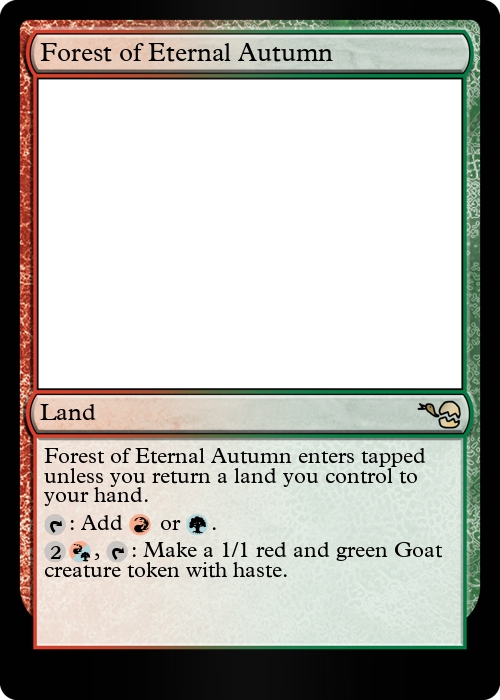 Forest of Eternal Autumn
Land
Forest of Eternal Autumn enters tapped
unless you return a land you control to
your hand.
: Add or .
2 , : Make a 1/1 red and green Goat
creature token with haste.